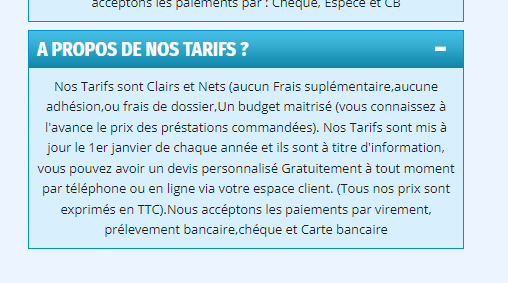 acceptons les paiements par : Chèque, Espèce et CB
A PROPOS DE NOS TARIFS ?
Nos Tarifs sont Clairs et Nets (aucun Frais suplémentaire,aucune
adhésion,ou frais de dossier,Un budget maitrisé (vous connaissez à
l'avance le prix des préstations commandées). Nos Tarifs sont mis à
jour le 1er janvier de chaque année et ils sont à titre d'information,
vous pouvez avoir un devis personnalisé Gratuitement à tout moment
par téléphone ou en ligne via votre espace client. (Tous nos prix sont
exprimés en TTC).Nous accéptons les paiements par virement,
prélevement bancaire,chéque et Carte bancaire